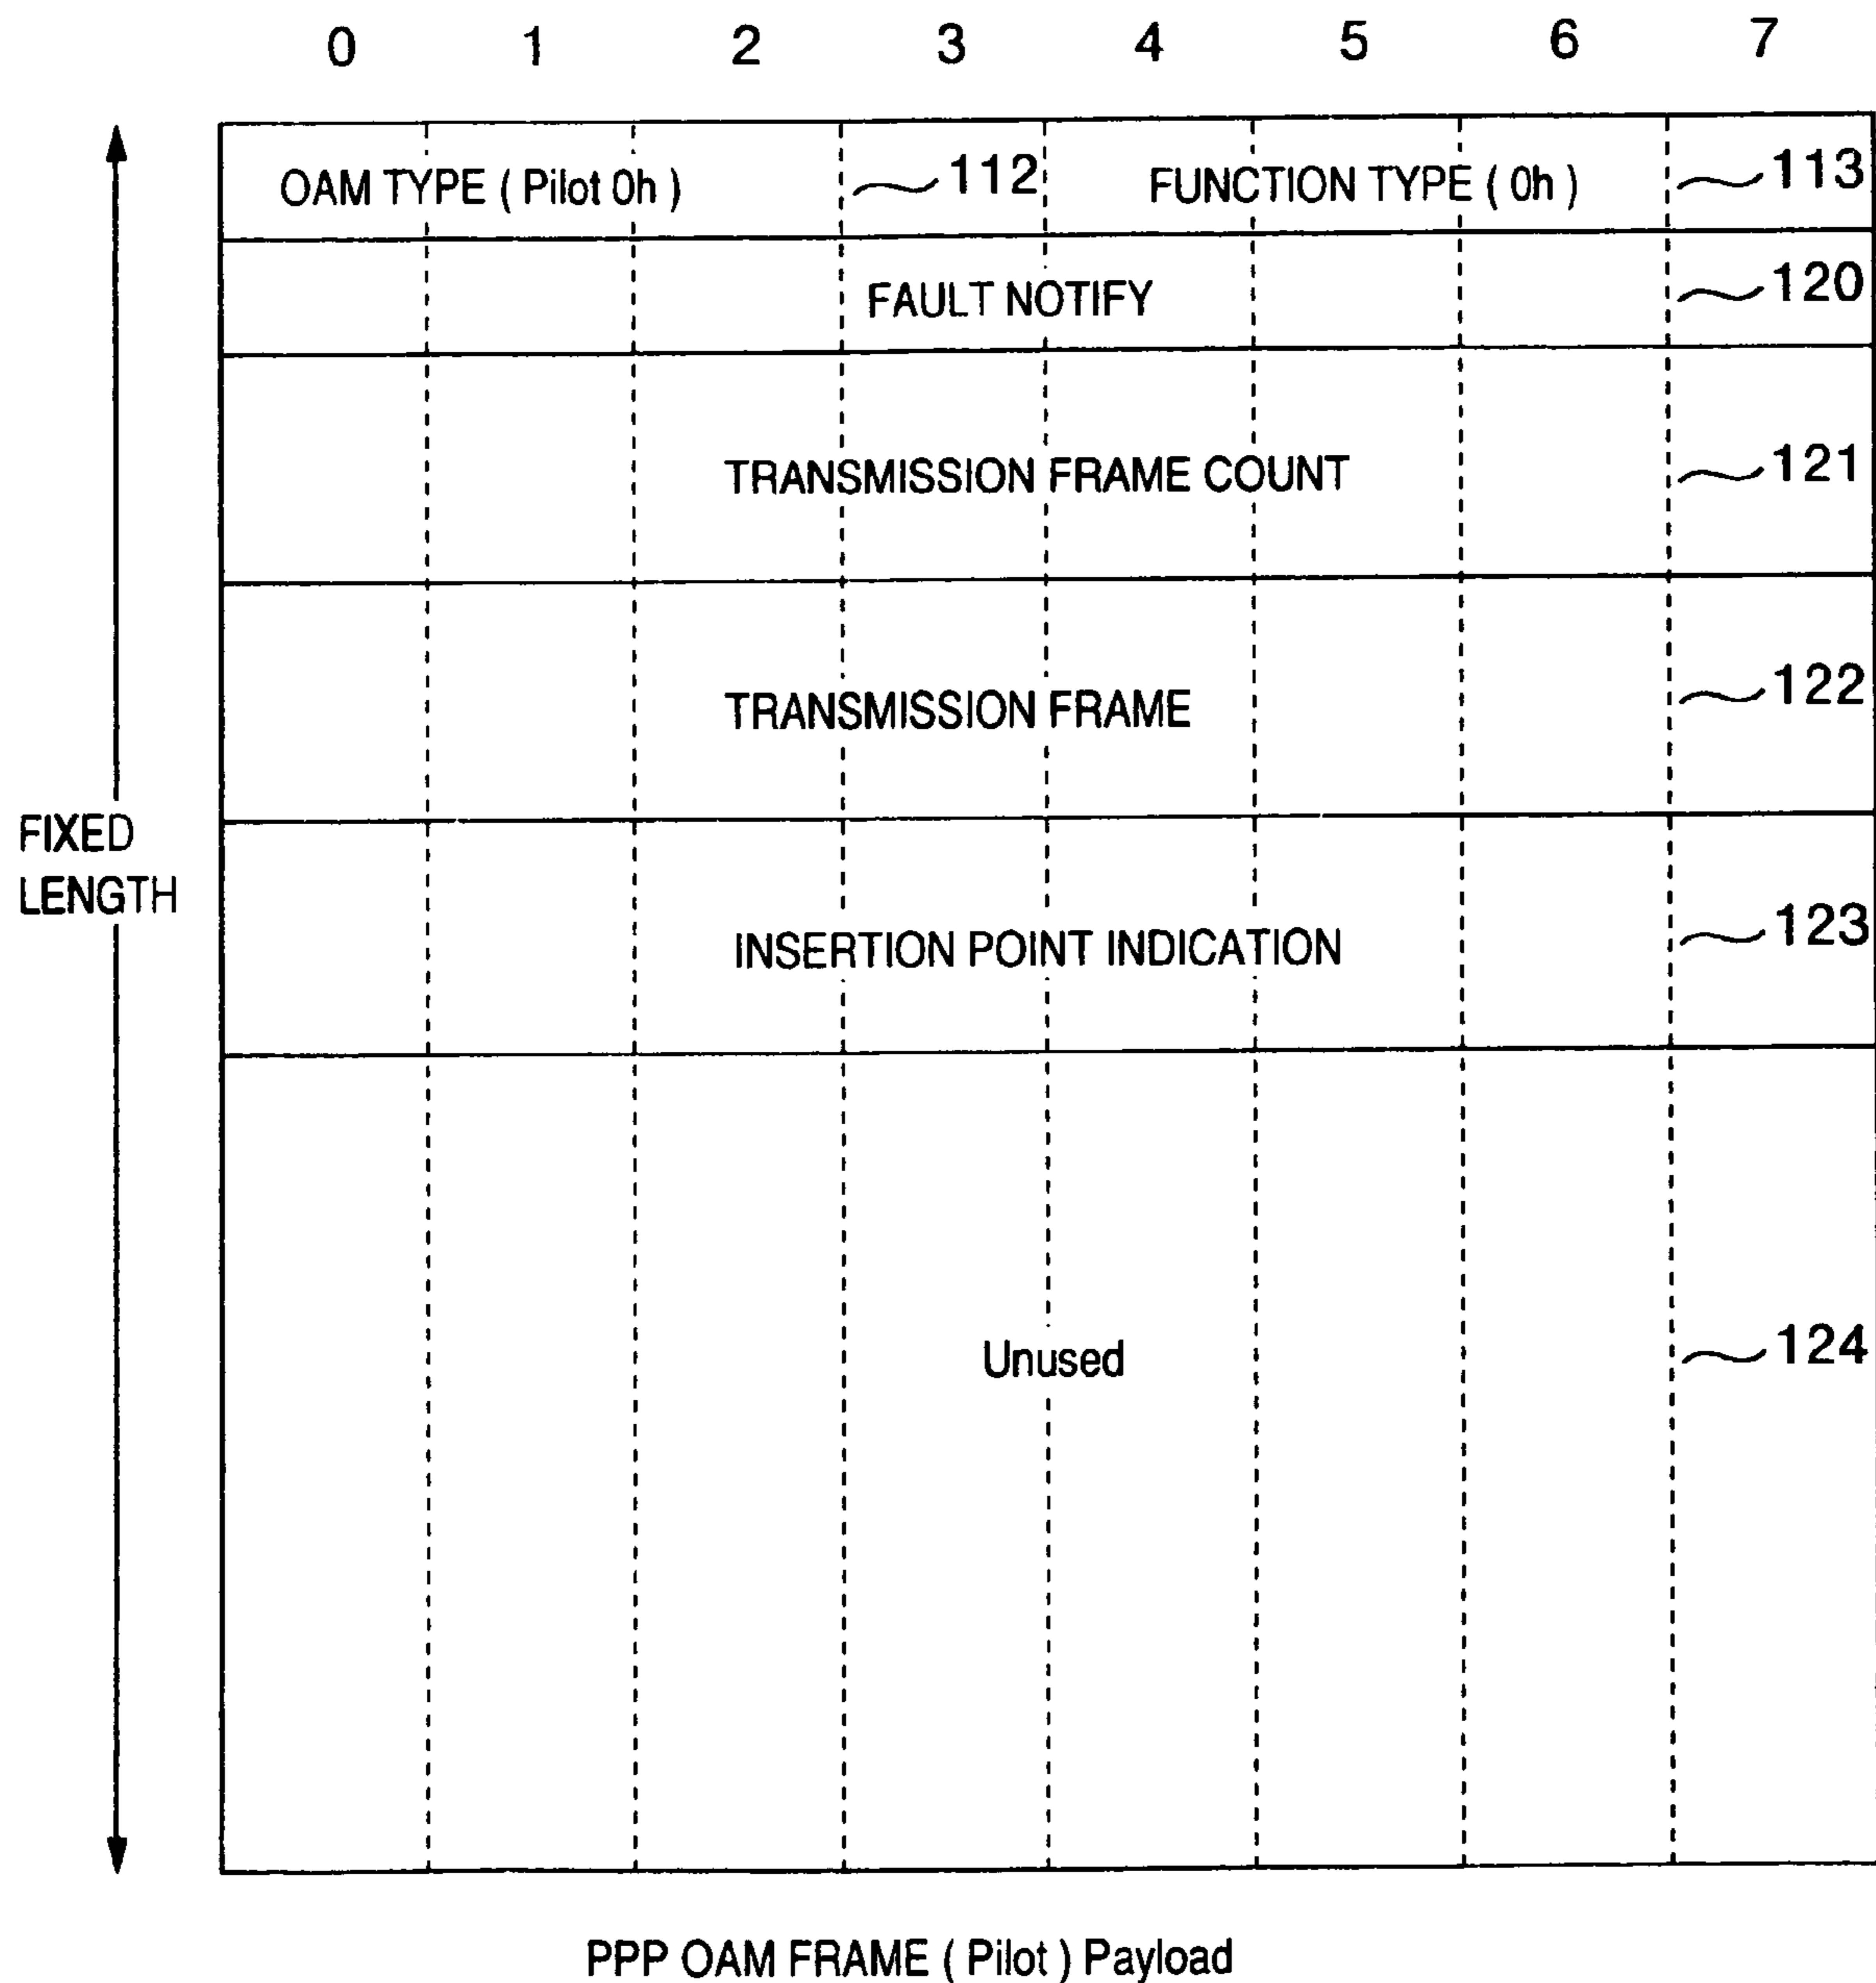 0 1 2 3 4 5 6 7
OAM TYPE ( Pilot 0h ) 112 FUNCTION TYPE ( 0h ) 113
FAULT NOTIFY 120
TRANSMISSION FRAME COUNT 121
TRANSMISSION FRAME 122
FIXED
LENGTH
INSERTION POINT INDICATION 123
Unused 124
PPP OAM FRAME ( Pilot ) Payload